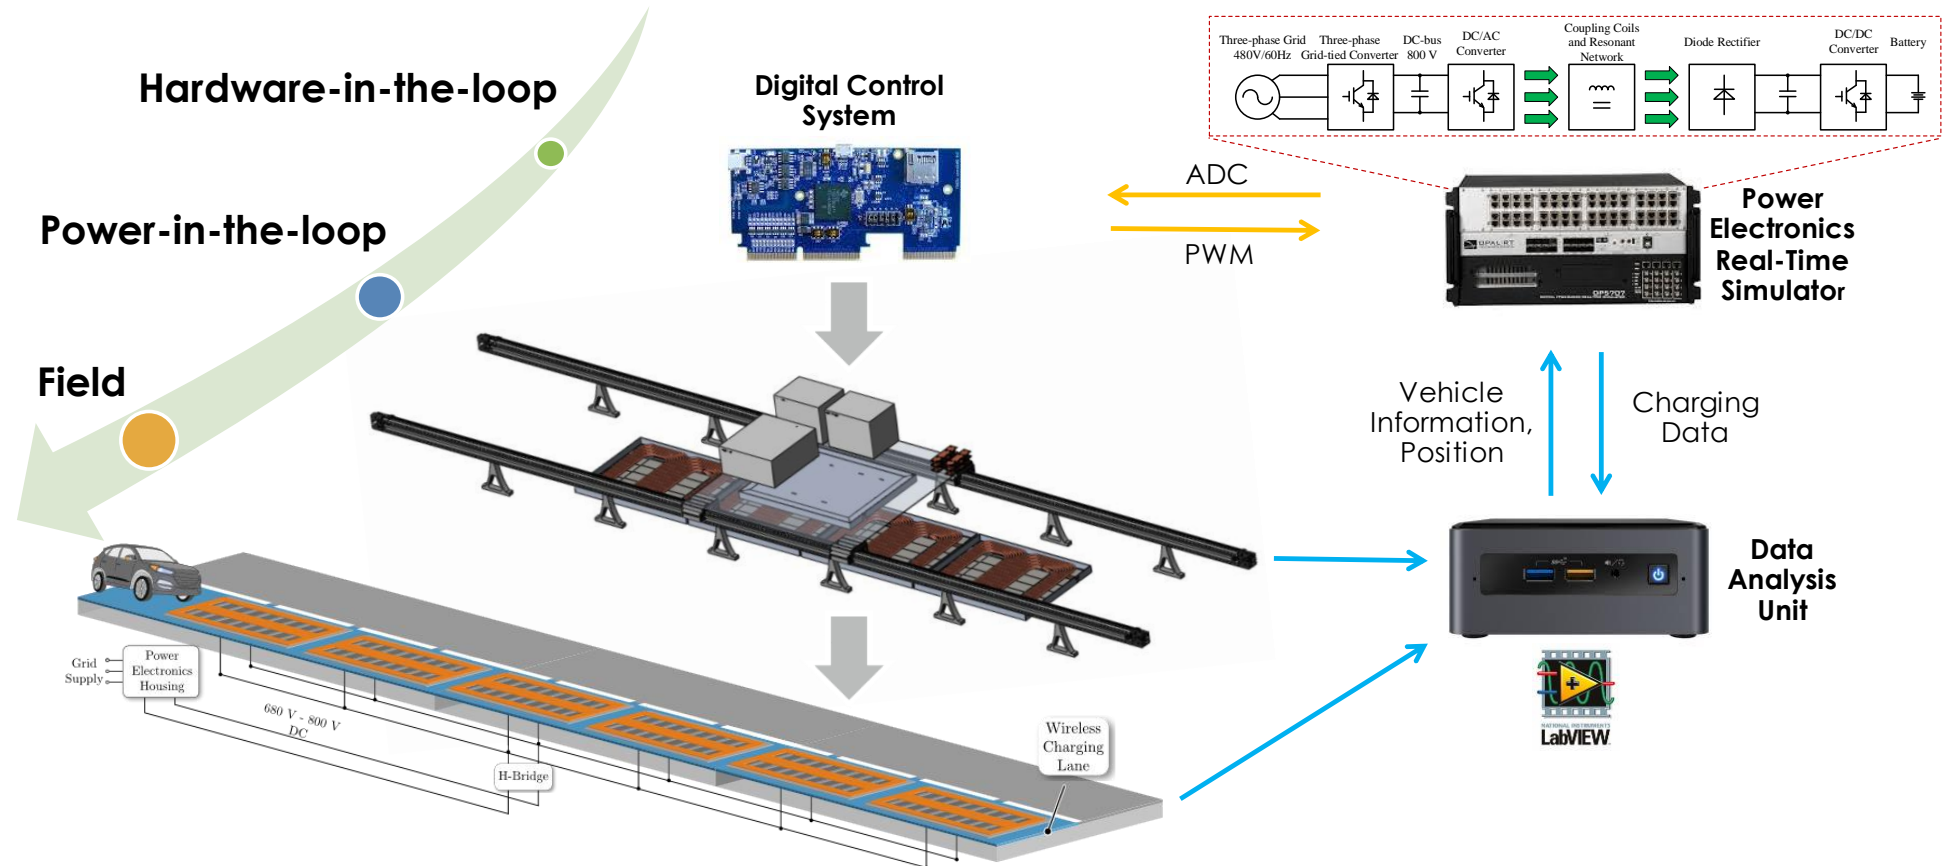 Hardware-in-the-loop
Power-in-the-loop
Field
Digital Control
System
ADC
PWM
Three-phase Grid
480V/60Hz
Three-phase
Grid-tied Converter
DC-bus
800 V
DC/AC
Converter
Coupling Coils
and Resonant
Network
Diode Rectifier
DC/DC
Converter
Battery
OPAL-RT
OP5707
Power
Electronics
Real-Time
Simulator
Vehicle
Information,
Position
Charging
Data
Data
Analysis
Unit
NATIONAL INSTRUMENTS
LabVIEW
Grid
Supply
Power
Electronics
Housing
680 V - 800 V
DC
H-Bridge
Wireless
Charging
Lane